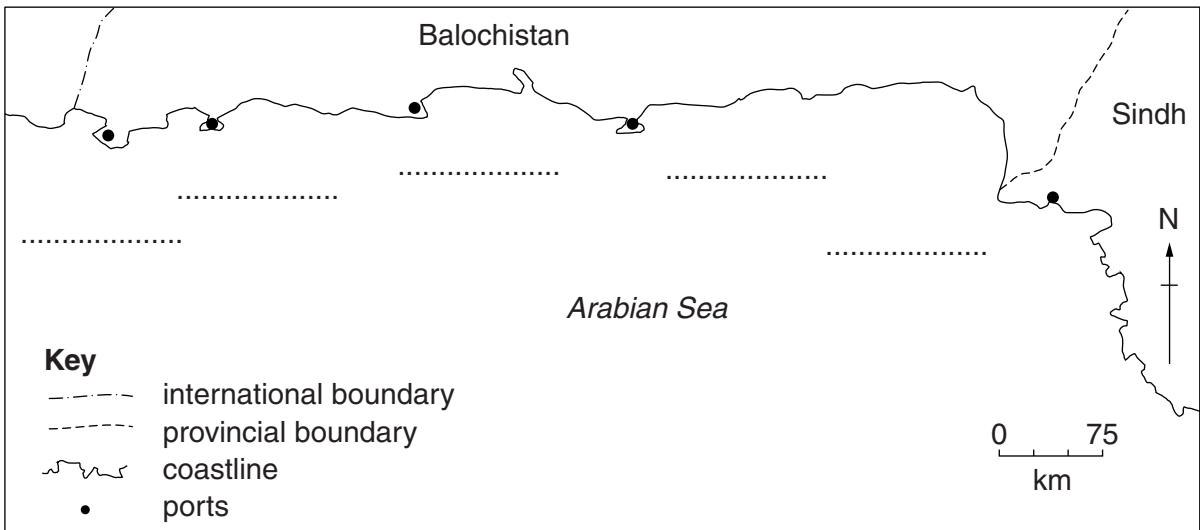 Balochistan
Sindh
....................
....................
....................
....................
....................
N
Arabian Sea
Key
international boundary
provincial boundary
coastline
ports
0 75
km